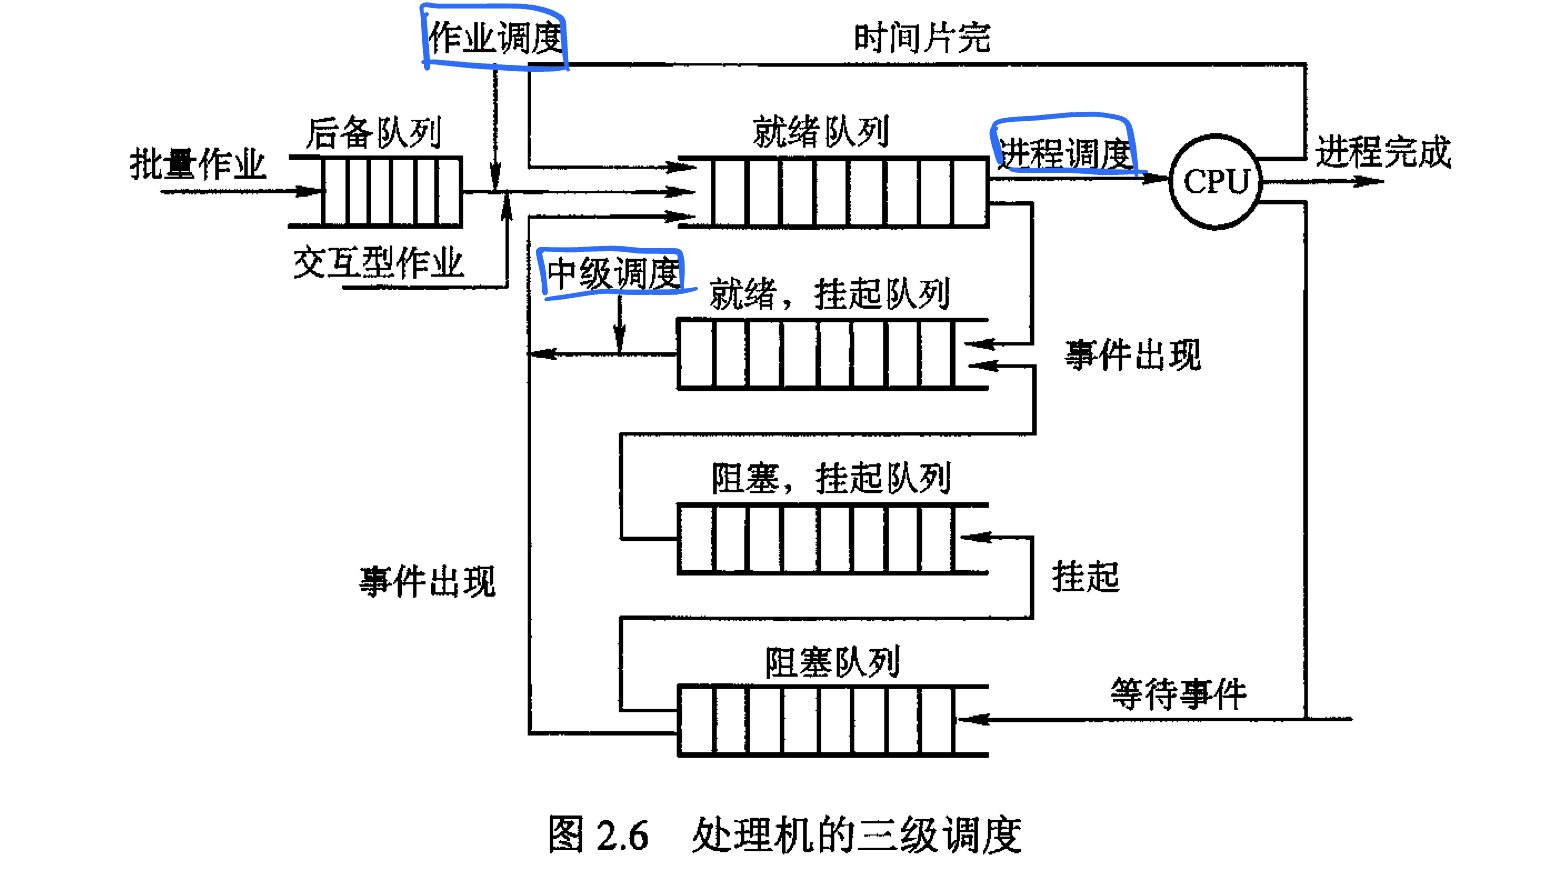 作业调度
时间片完
后备队列
就绪队列
进程调度
批量作业
CPU
进程完成
交互型作业
中级调度
就绪，挂起队列
事件出现
阻塞，挂起队列
事件出现
挂起
阻塞队列
等待事件
图 2.6 处理机的三级调度